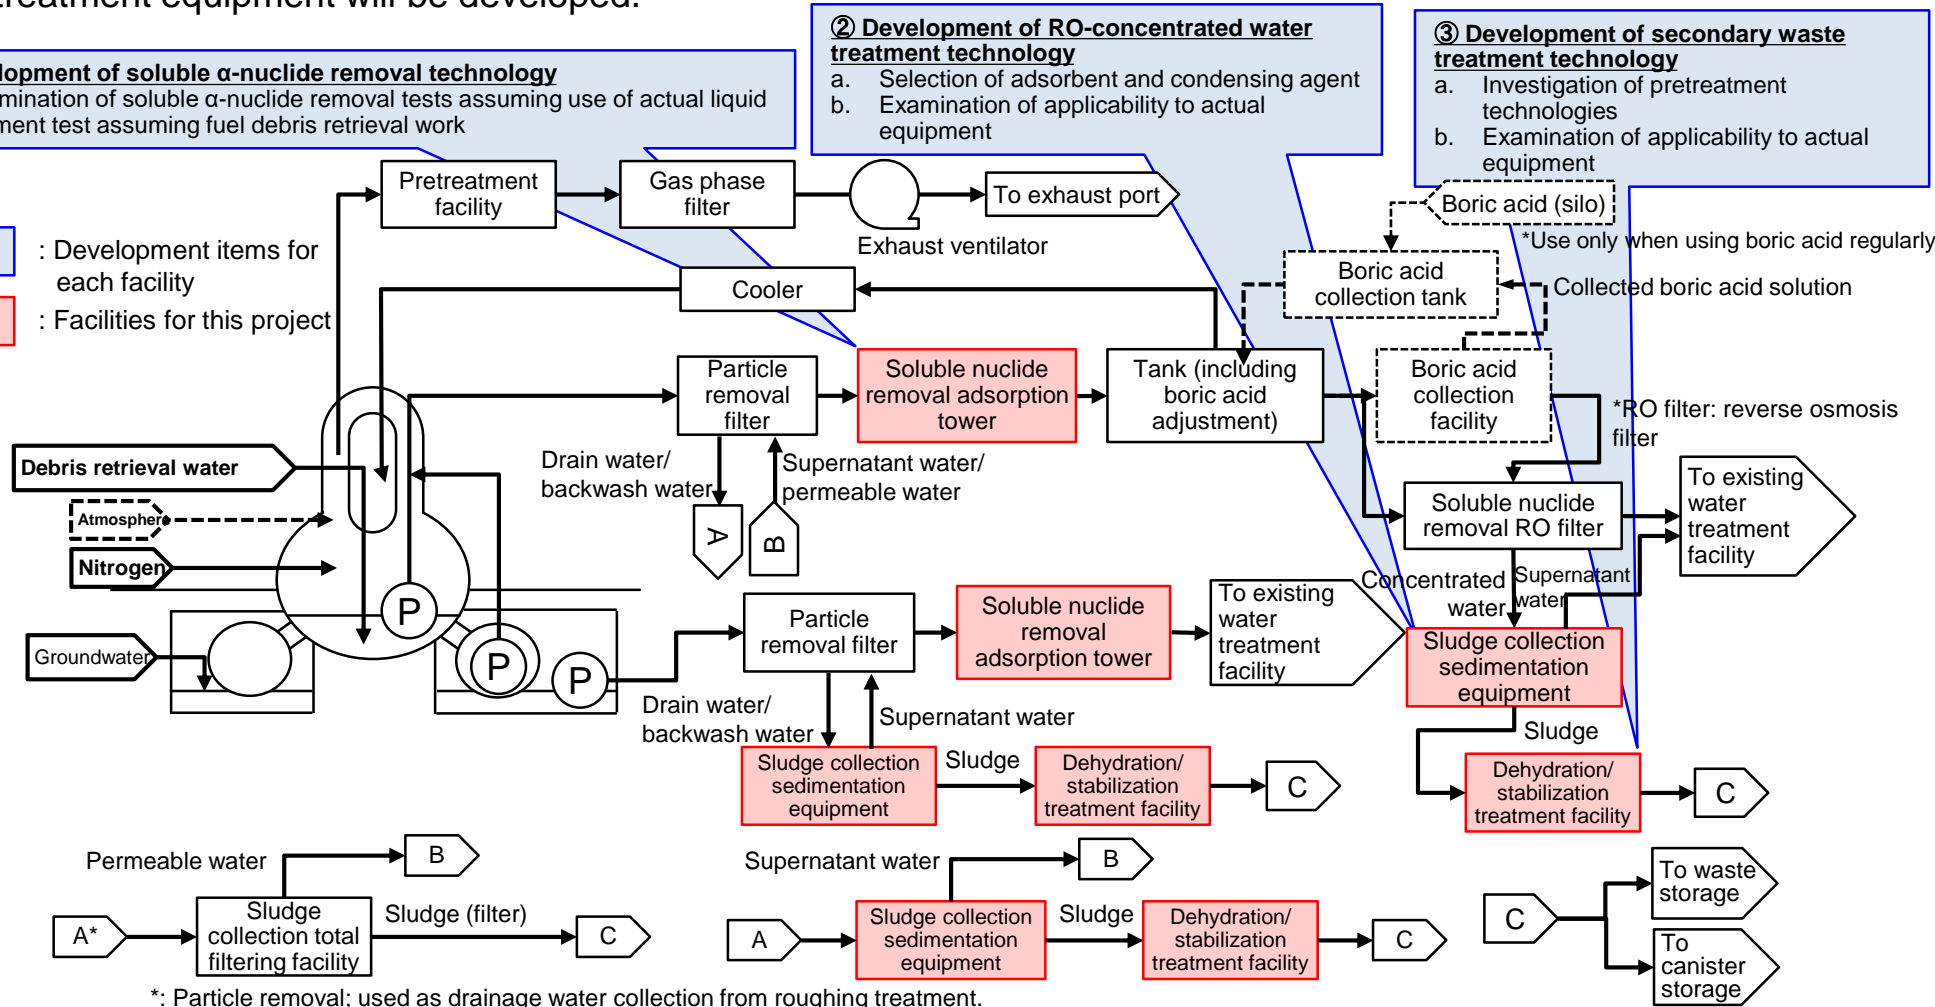 treatment equipment will be developed.
② Development of RO-concentrated water
treatment technology
a. Selection of adsorbent and condensing agent
b. Examination of applicability to actual
equipment
③ Development of secondary waste
treatment technology
a. Investigation of pretreatment
technologies
b. Examination of applicability to actual
equipment
lopment of soluble α-nuclide removal technology
mination of soluble α-nuclide removal tests assuming use of actual liquid
ment test assuming fuel debris retrieval work
Pretreatment
facility
Gas phase
filter
Exhaust ventilator
To exhaust port
Boric acid (silo)
*Use only when using boric acid regularly
: Development items for
each facility
: Facilities for this project
Cooler
Boric acid
collection tank
Collected boric acid solution
Particle
removal
filter
Soluble nuclide
removal adsorption
tower
Tank (including
boric acid
adjustment)
Boric acid
collection
facility
*RO filter: reverse osmosis
filter
Debris retrieval water
Atmosphere
Nitrogen
Groundwater
P
P
P
Drain water/
backwash water
Supernatant water/
permeable water
A
B
Soluble nuclide
removal RO filter
To existing
water
treatment
facility
Concentrated
water
Supernatant
water
Particle
removal filter
Soluble nuclide
removal
adsorption tower
To existing
water
treatment
facility
Sludge collection
sedimentation
equipment
Drain water/
backwash water
Supernatant water
Sludge
Sludge collection
sedimentation
equipment
Sludge
Dehydration/
stabilization
treatment facility
C
Dehydration/
stabilization
treatment facility
C
Permeable water
B
A*
Sludge
collection total
filtering facility
Sludge (filter)
C
Supernatant water
B
A
Sludge collection
sedimentation
equipment
Sludge
Dehydration/
stabilization
treatment facility
C
C
To waste
storage
To
canister
storage
*: Particle removal; used as drainage water collection from roughing treatment.